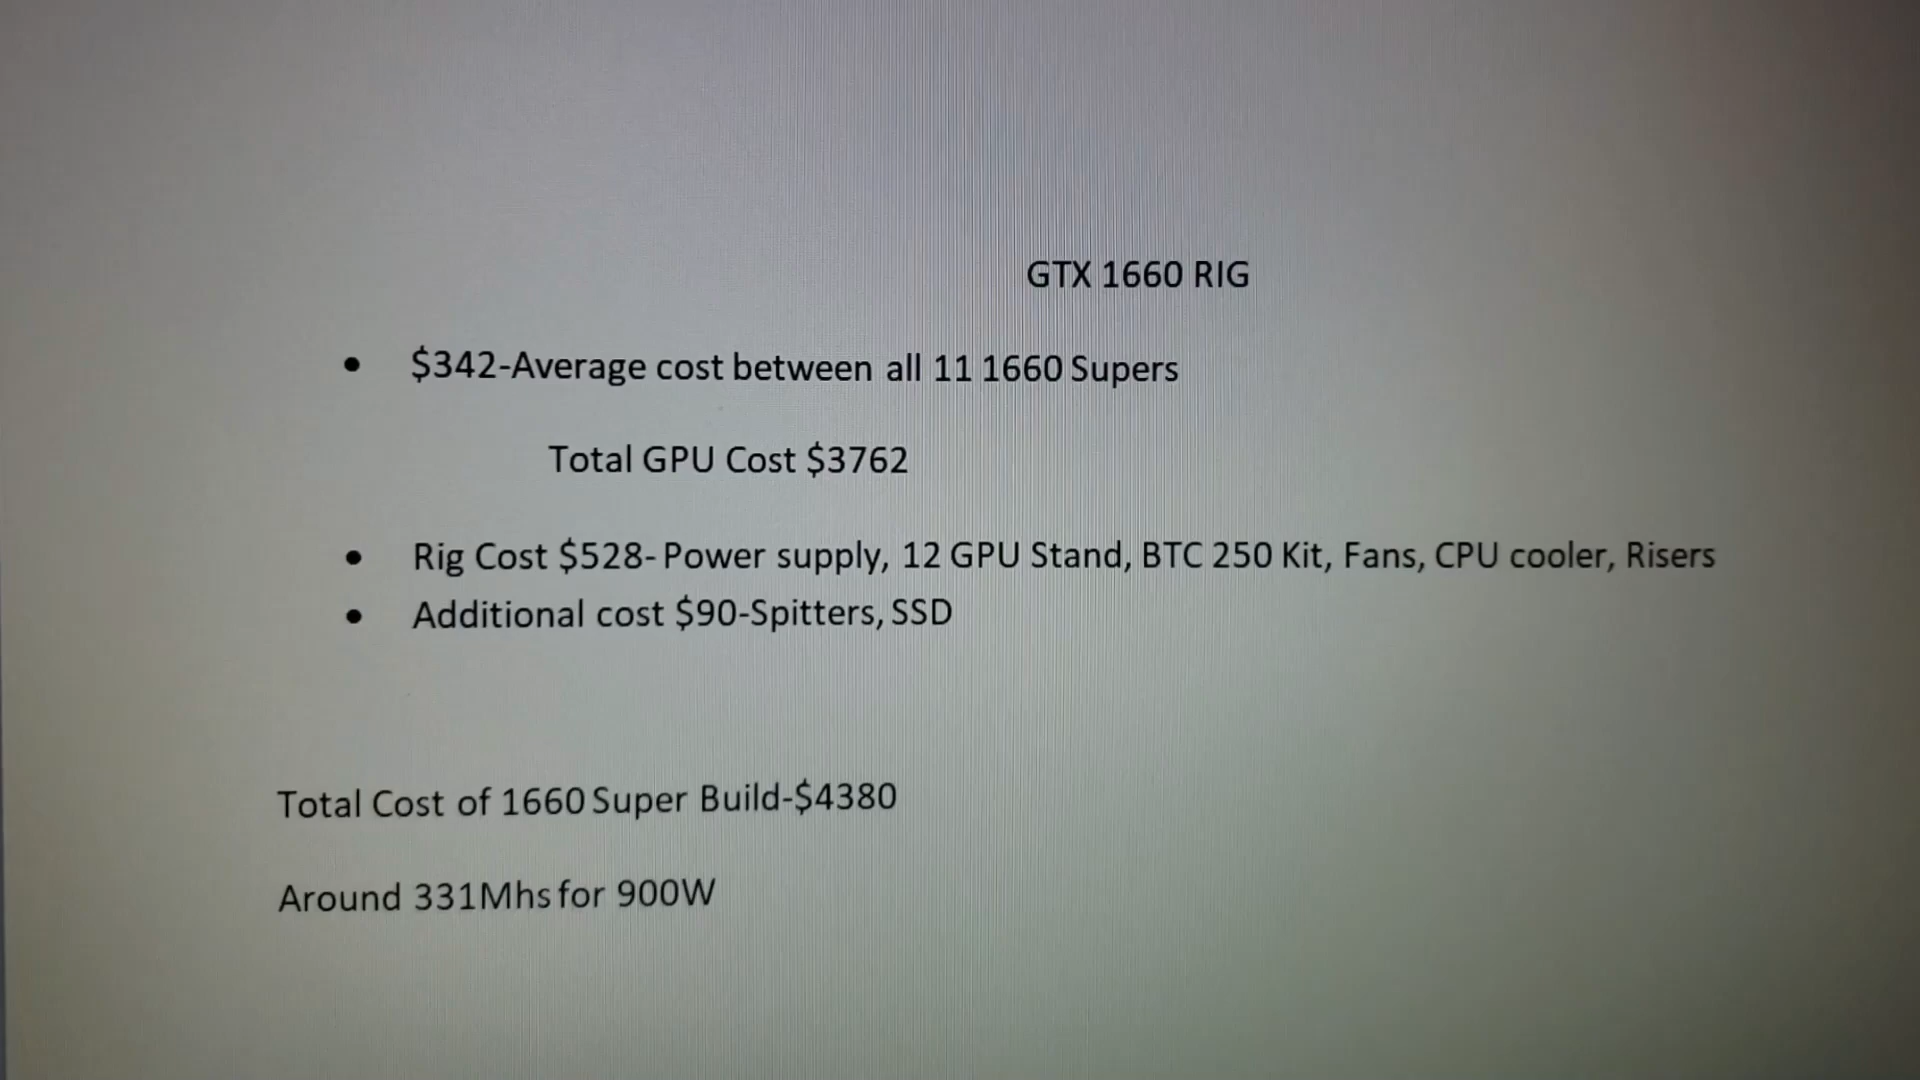 GTX 1660 RIG
• $342-Average cost between all 11 1660 Supers
Total GPU Cost $3762
• Rig Cost $528- Power supply, 12 GPU Stand, BTC 250 Kit, Fans, CPU cooler, Risers
• Additional cost $90-Spitters, SSD
Total Cost of 1660 Super Build-$4380
Around 331Mhs for 900W